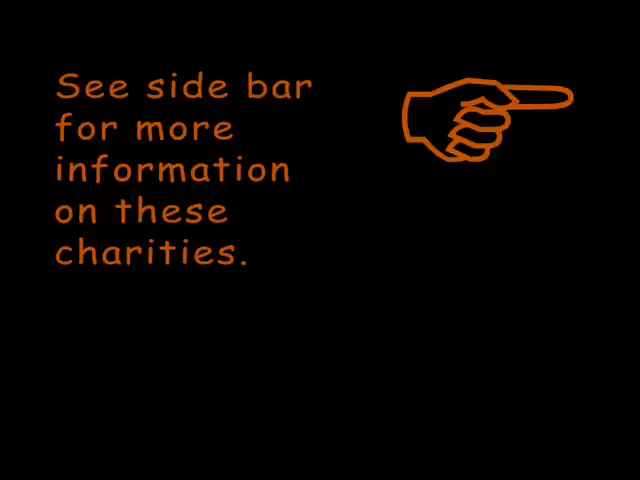 See side bar
for more
information
on these
charities.